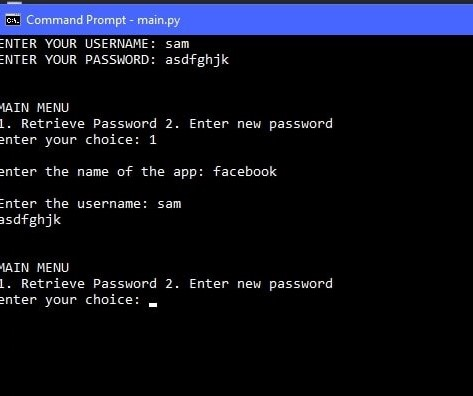 Command Prompt - main.py
ENTER YOUR USERNAME: sam
ENTER YOUR PASSWORD: asdfghjk
MAIN MENU
1. Retrieve Password 2. Enter new password
enter your choice: 1
enter the name of the app: facebook
Enter the username: sam
asdfghjk
MAIN MENU
1. Retrieve Password 2. Enter new password
enter your choice: